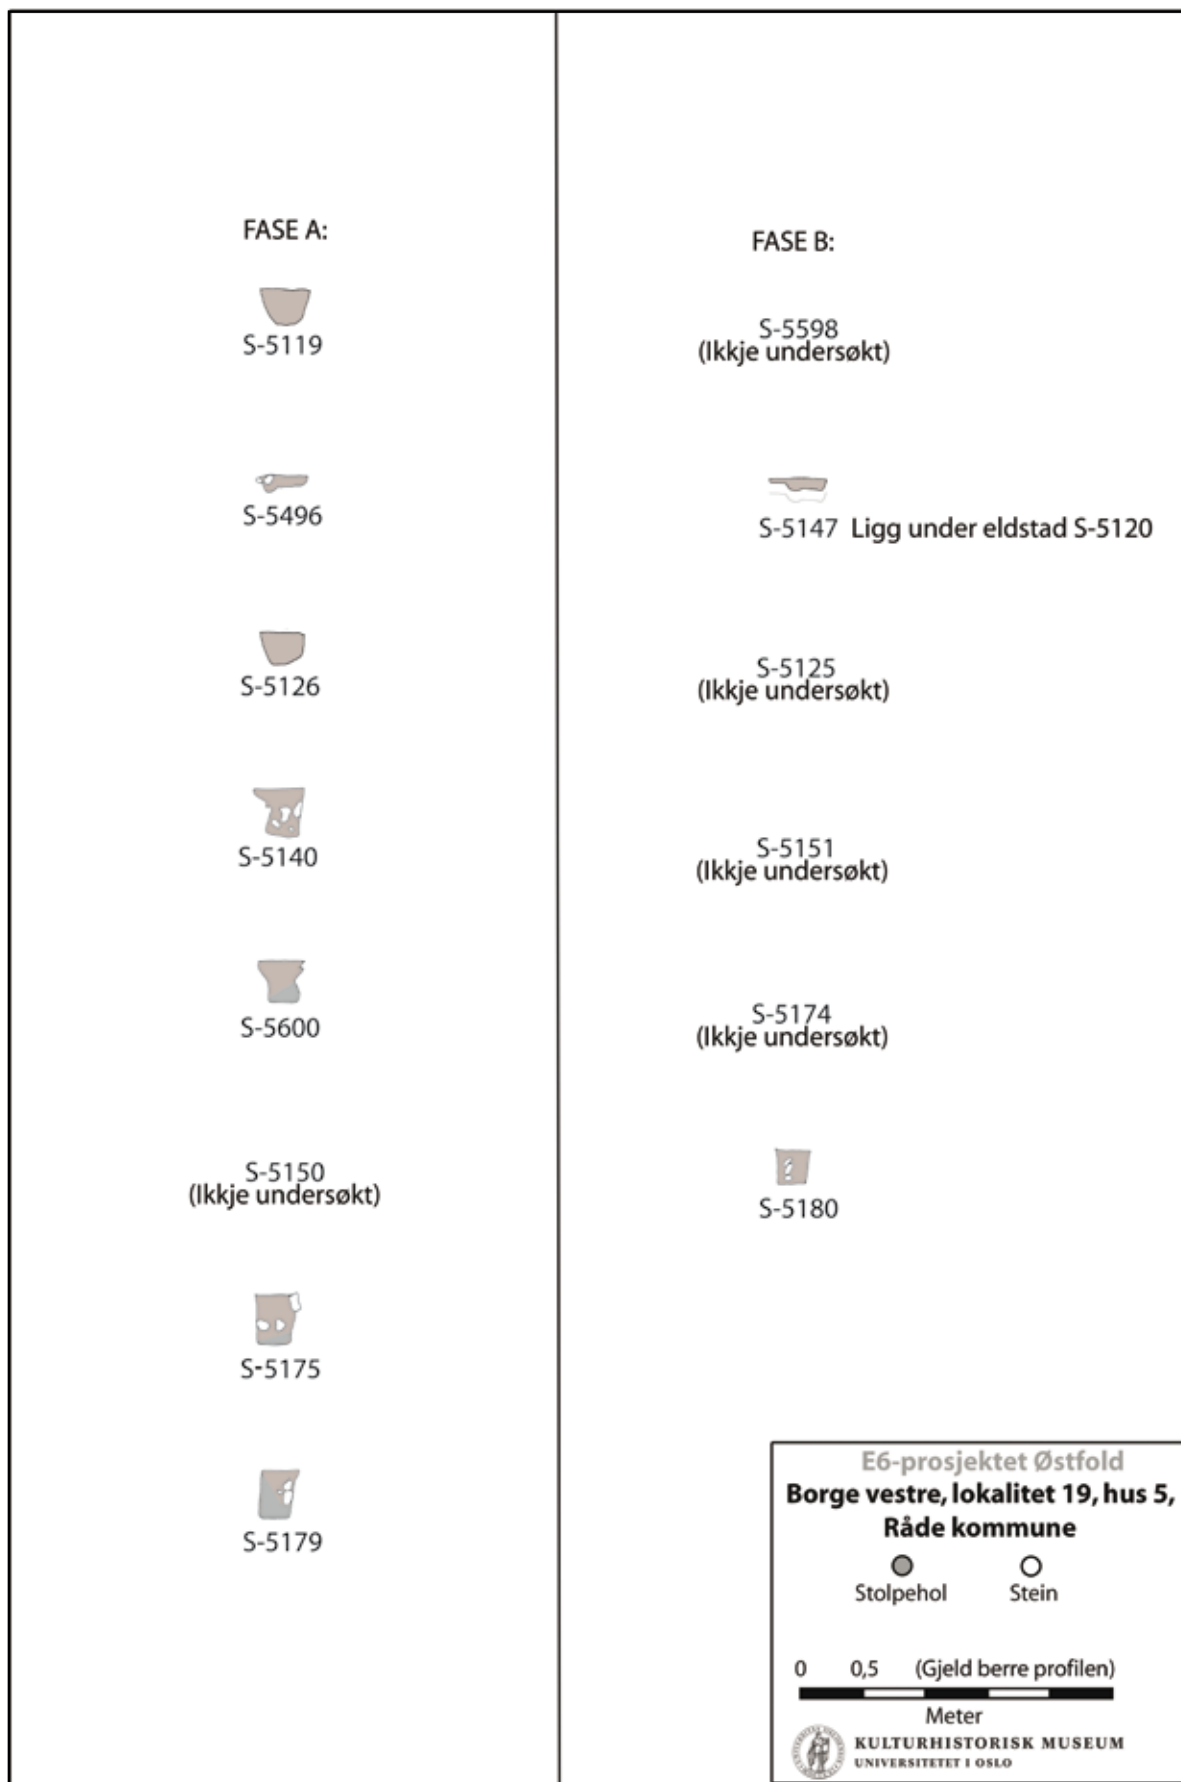 FASE A:
S-5119
S-5496
S-5126
S-5140
S-5600
S-5150
(Ikkje undersøkt)
S-5175
S-5179
FASE B:
S-5598
(Ikkje undersøkt)
S-5147 Ligg under eldstad S-5120
S-5125
(Ikkje undersøkt)
S-5151
(Ikkje undersøkt)
S-5174
(Ikkje undersøkt)
S-5180
E6-prosjektet Østfold
Borge vestre, lokalitet 19, hus 5,
Råde kommune
Stolpehol Stein
0 0,5 (Gjeld berre profilen)
Meter
KULTURHISTORISK MUSEUM
UNIVERSITETET I OSLO